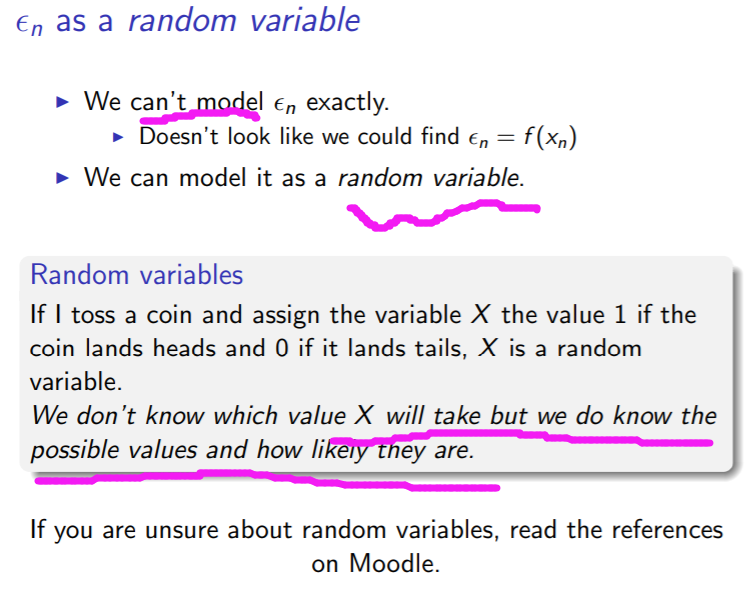 ϵₙ as a random variable
▶ We can't model ϵₙ exactly.
▶ Doesn't look like we could find ϵₙ = f(xₙ)
▶ We can model it as a random variable.
Random variables
If I toss a coin and assign the variable X the value 1 if the
coin lands heads and 0 if it lands tails, X is a random
variable.
We don't know which value X will take but we do know the
possible values and how likely they are.
If you are unsure about random variables, read the references
on Moodle.